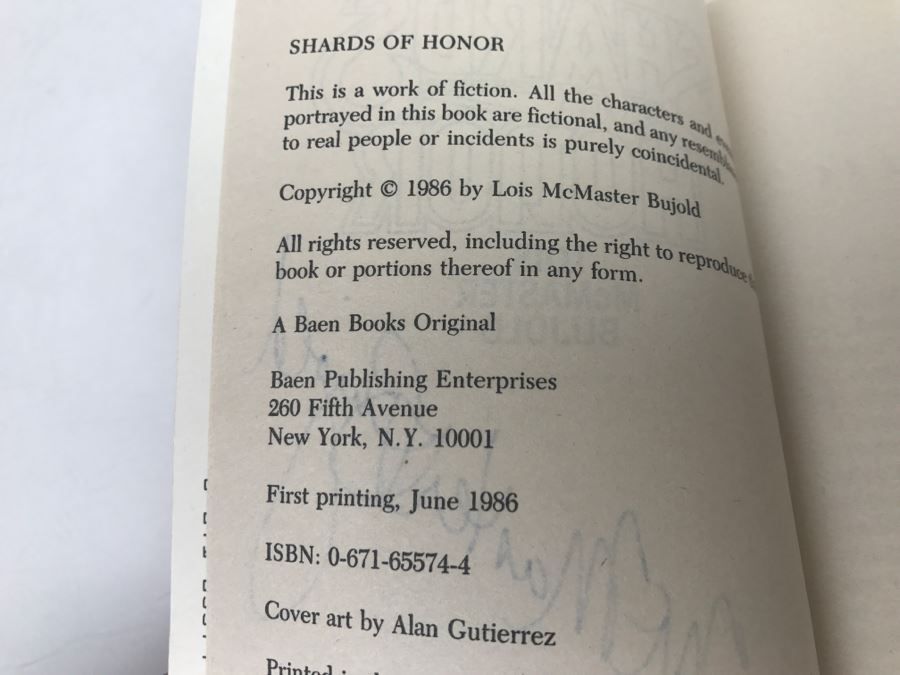 SHARDS OF HONOR
This is a work of fiction. All the characters and
portrayed in this book are fictional, and any
to real people or incidents is purely coincidental.
Copyright © 1986 by Lois McMaster Bujold
All rights reserved, including the right to reproduce
book or portions thereof in any form.
A Baen Books Original
Baen Publishing Enterprises
260 Fifth Avenue
New York, N.Y. 10001
First printing, June 1986
ISBN: 0-671-65574-4
Cover art by Alan Gutierrez
Printed